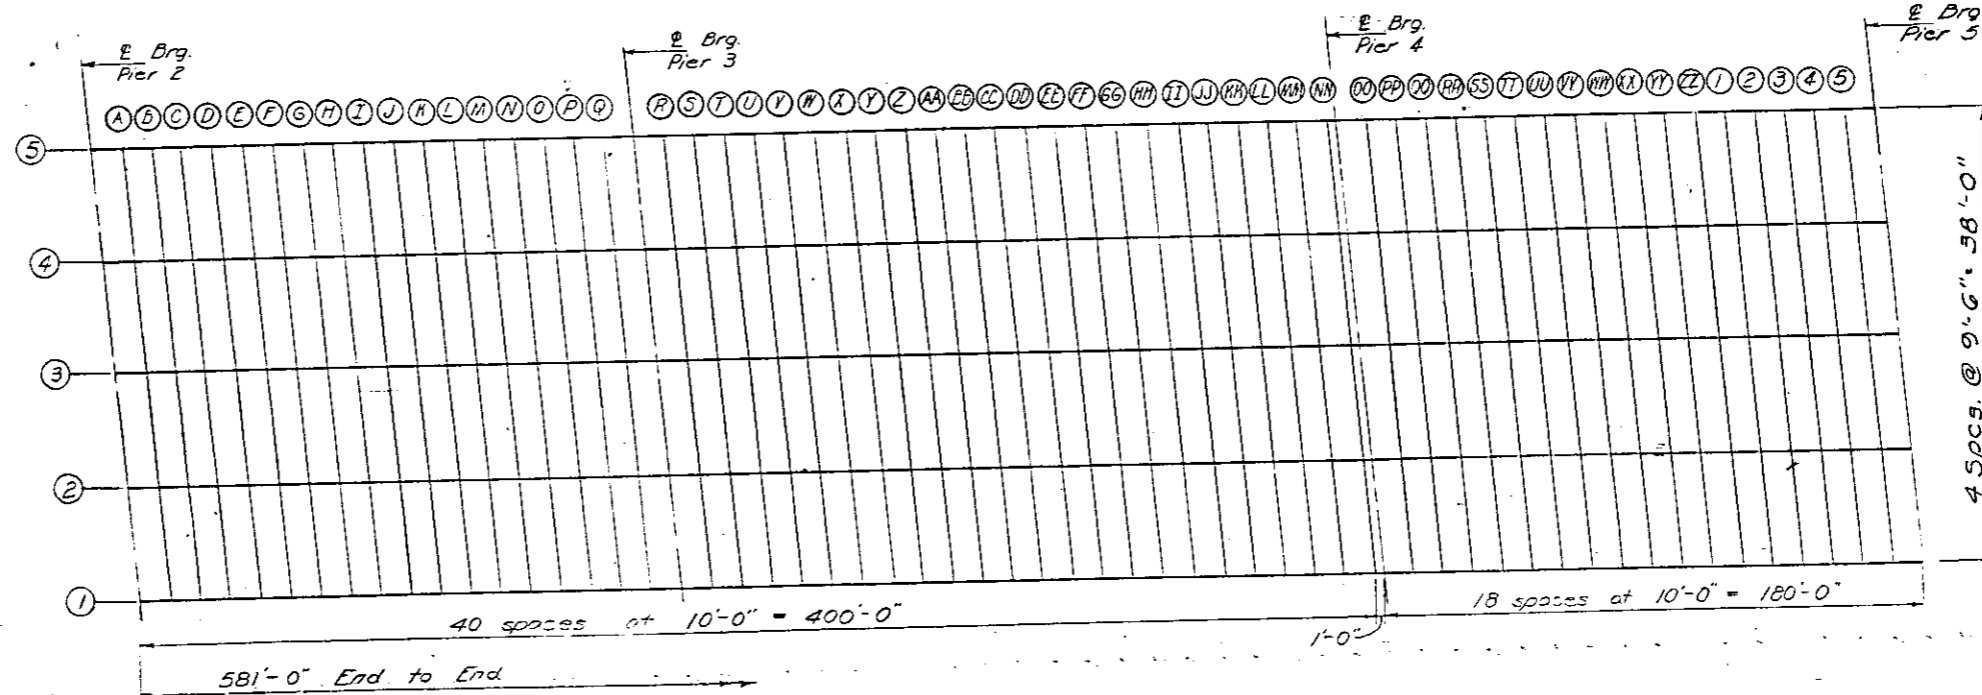 ℄ Brg.
Pier 2
℄ Brg.
Pier 3
℄ Brg.
Pier 4
℄ Brg
Pier 5
A B C D E F G H I J K L M N O P Q R S T U V W X Y Z AA BB CC DD EE FF GG HH II JJ KK LL MM NN OO PP QQ RR SS TT UU VV WW XX YY ZZ 1 2 3 4 5
5
4
3
2
1
4 Spcs. @ 9'-6" = 38'-0"
40 spaces at 10'-0" = 400'-0"
1'-0"
18 spaces at 10'-0" = 180'-0"
581'-0" End to End